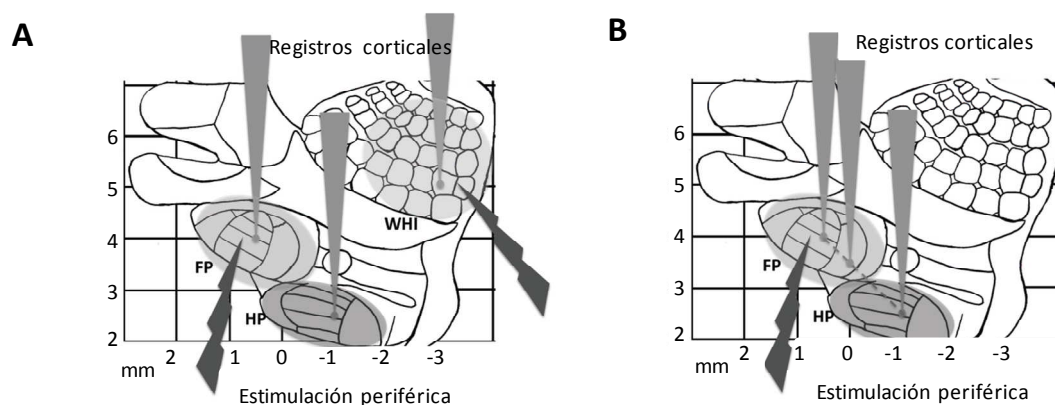 A
Registros corticales
6
5
4
3
2
WHI
FP
HP
2 1 0 -1 -2 -3
mm
Estimulación periférica
B
Registros corticales
6
5
4
3
2
FP
HP
2 1 0 -1 -2 -3
mm
Estimulación periférica